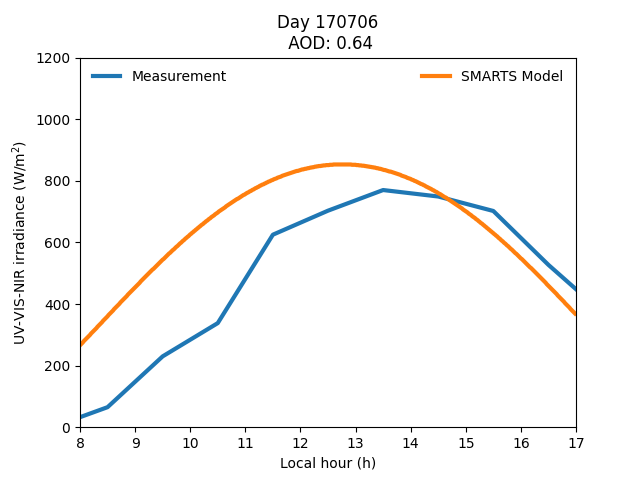 Day 170706
AOD: 0.64
Measurement
SMARTS Model
UV-VIS-NIR irradiance (W/m²)
1200
1000
800
600
400
200
0
8 9 10 11 12 13 14 15 16 17
Local hour (h)